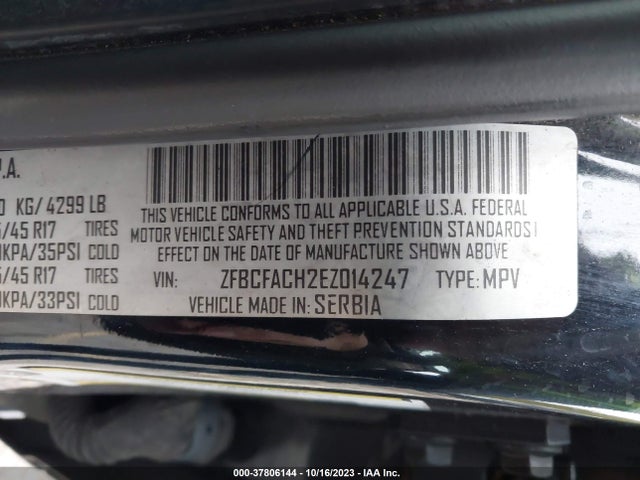 P.A.
KG/ 4299 LB
/45 R17 TIRES
KPA/35PSI COLD
/45 R17 TIRES
KPA/33PSI COLD
THIS VEHICLE CONFORMS TO ALL APPLICABLE U.S.A. FEDERAL
MOTOR VEHICLE SAFETY AND THEFT PREVENTION STANDARDS I
EFFECT ON THE DATE OF MANUFACTURE SHOWN ABOVE
VIN: ZFBCFACH2EZ014247 TYPE: MPV
VEHICLE MADE IN: SERBIA
000-37806144 - 10/16/2023 - IAA Inc.